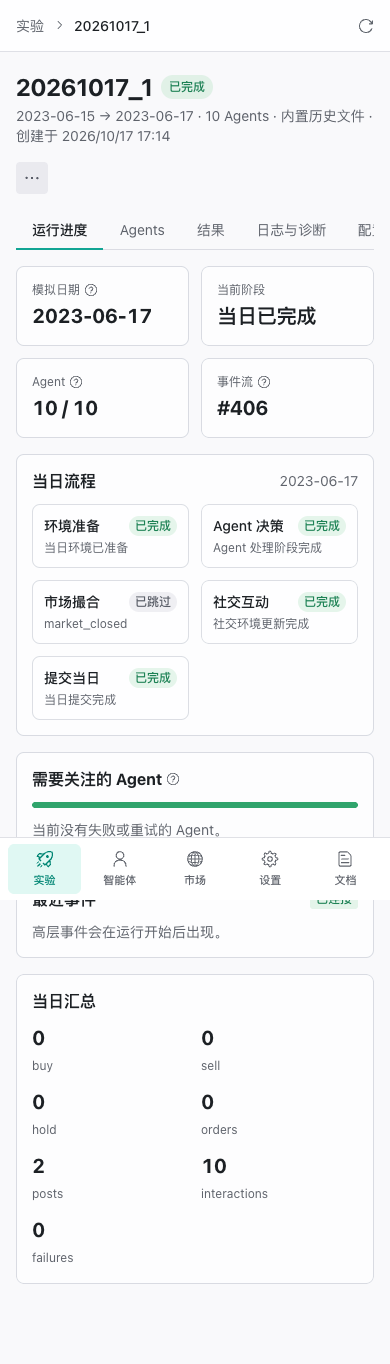 实验 > 20261017_1
20261017_1 已完成
2023-06-15 → 2023-06-17 · 10 Agents · 内置历史文件 ·
创建于 2026/10/17 17:14
···
运行进度 Agents 结果 日志与诊断 配
模拟日期
2023-06-17
当前阶段
当日已完成
Agent
10 / 10
事件流
#406
当日流程 2023-06-17
环境准备 已完成
当日环境已准备
Agent 决策 已完成
Agent 处理阶段完成
市场撮合 已跳过
market_closed
社交互动 已完成
社交环境更新完成
提交当日 已完成
当日提交完成
需要关注的 Agent
当前没有失败或重试的 Agent。
实验 智能体 市场 设置 文档
最近事件 已连接
高层事件会在运行开始后出现。
当日汇总
0
buy
0
sell
0
hold
0
orders
2
posts
10
interactions
0
failures